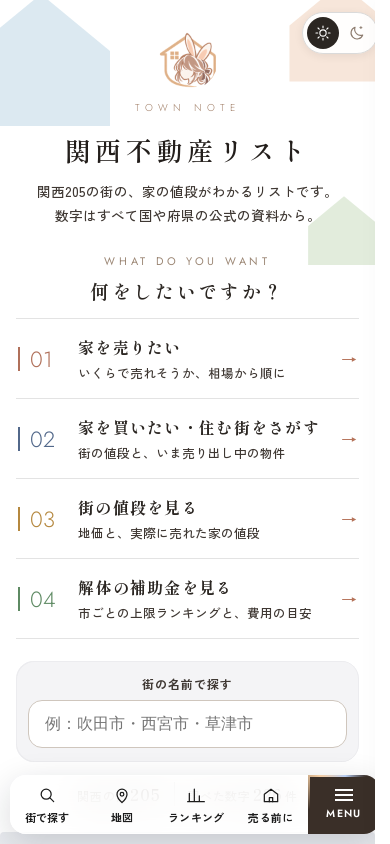 TOWN NOTE
関西不動産リスト
関西205の街の、家の値段がわかるリストです。
数字はすべて国や府県の公式の資料から。
WHAT DO YOU WANT
何をしたいですか？
01 家を売りたい →
いくらで売れそうか、相場から順に
02 家を買いたい・住む街をさがす →
街の値段と、いま売り出し中の物件
03 街の値段を見る →
地価と、実際に売れた家の値段
04 解体の補助金を見る →
市ごとの上限ランキングと、費用の目安
街の名前で探す
例：吹田市・西宮市・草津市
街で探す 地図 ランキング 売る前に MENU